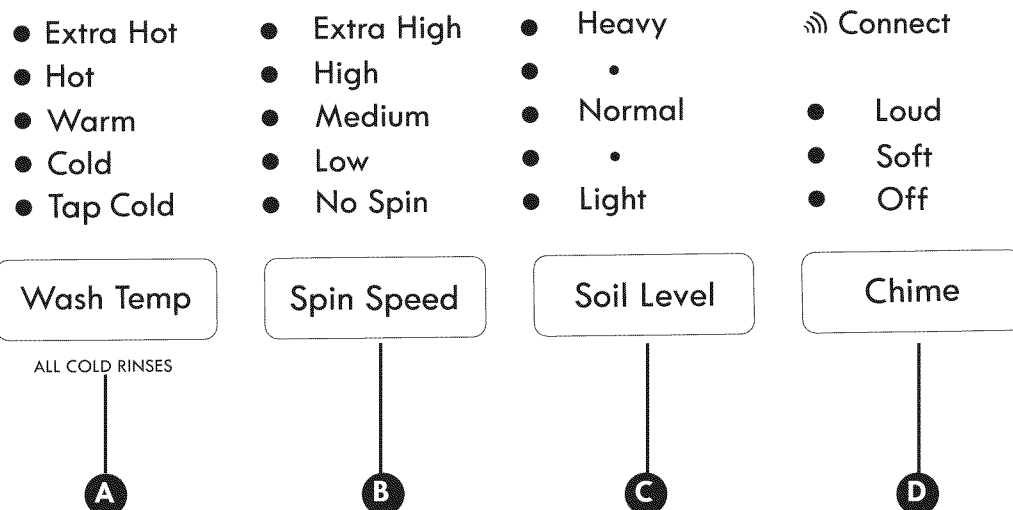 Extra Hot
Hot
Warm
Cold
Tap Cold
Wash Temp
ALL COLD RINSES
A
Extra High
High
Medium
Low
No Spin
Spin Speed
B
Heavy
•
Normal
•
Light
Soil Level
C
Connect
Loud
Soft
Off
Chime
D